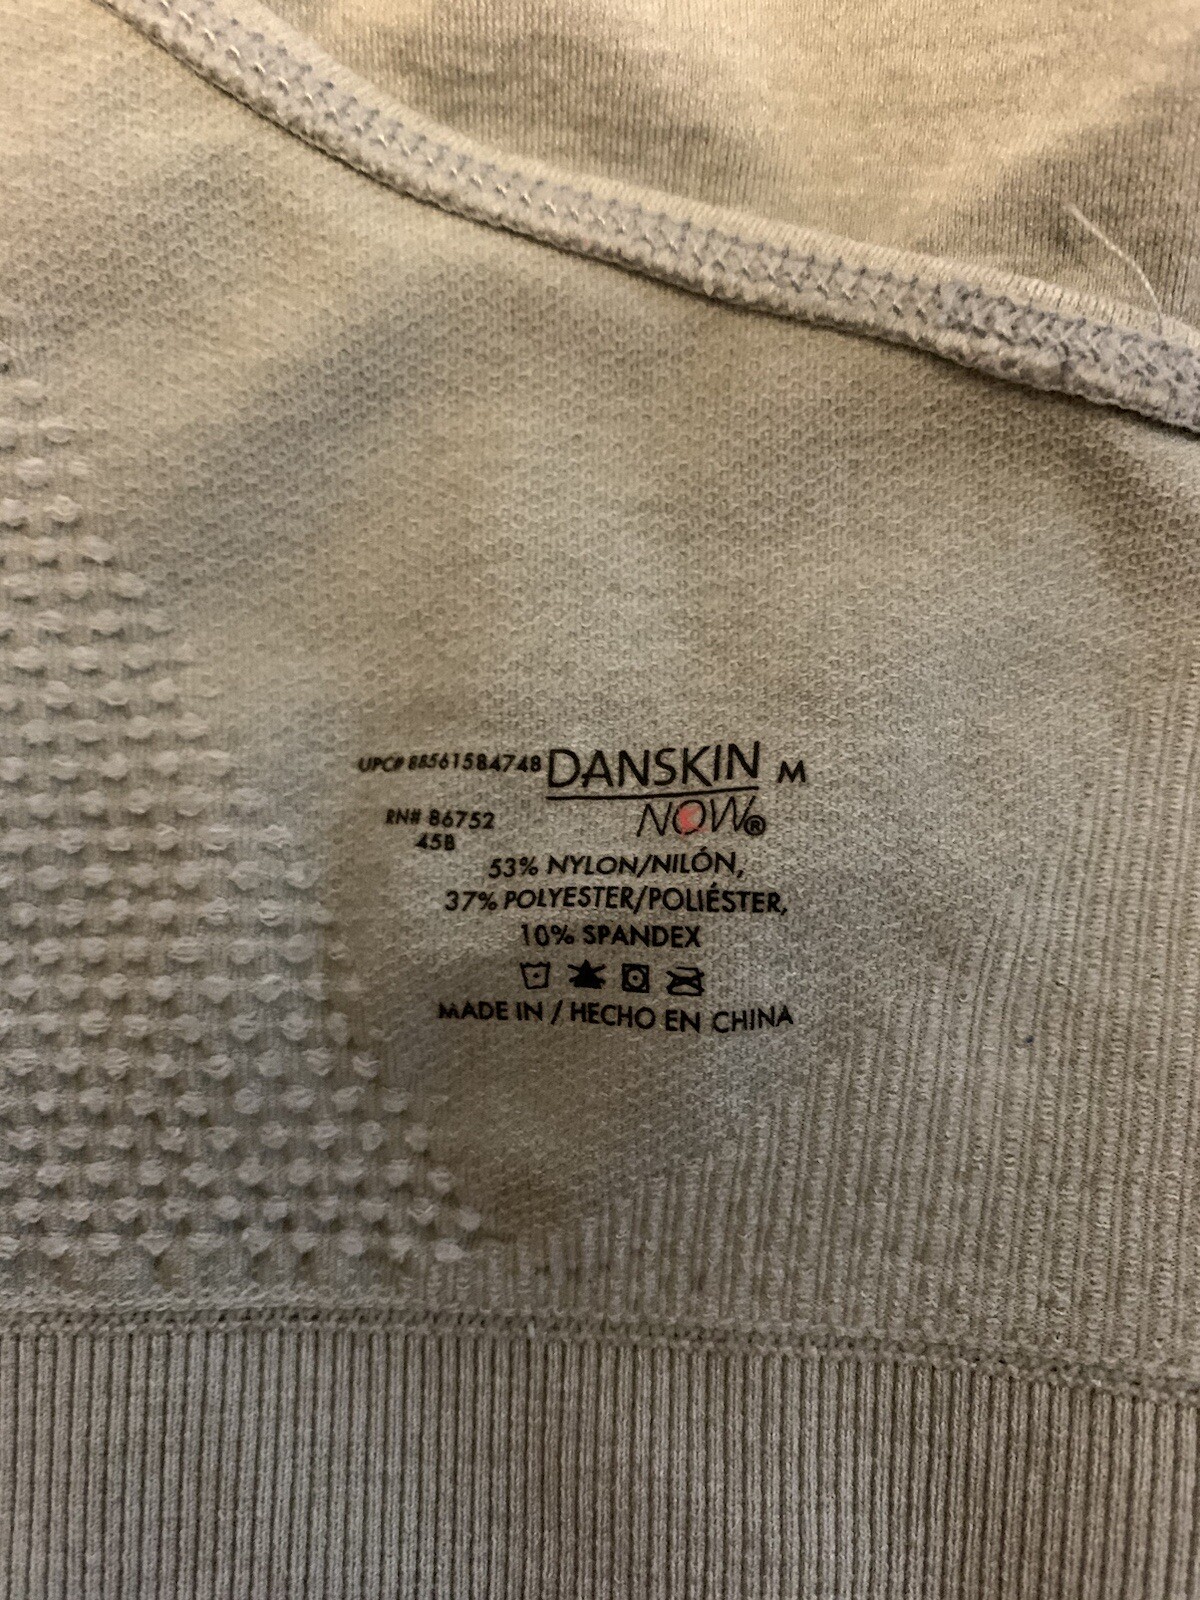 UPC# 88561584748 DANSKIN M
NOW®
RN# 86752
45B
53% NYLON/NILÓN,
37% POLYESTER/POLIÉSTER,
10% SPANDEX
MADE IN / HECHO EN CHINA